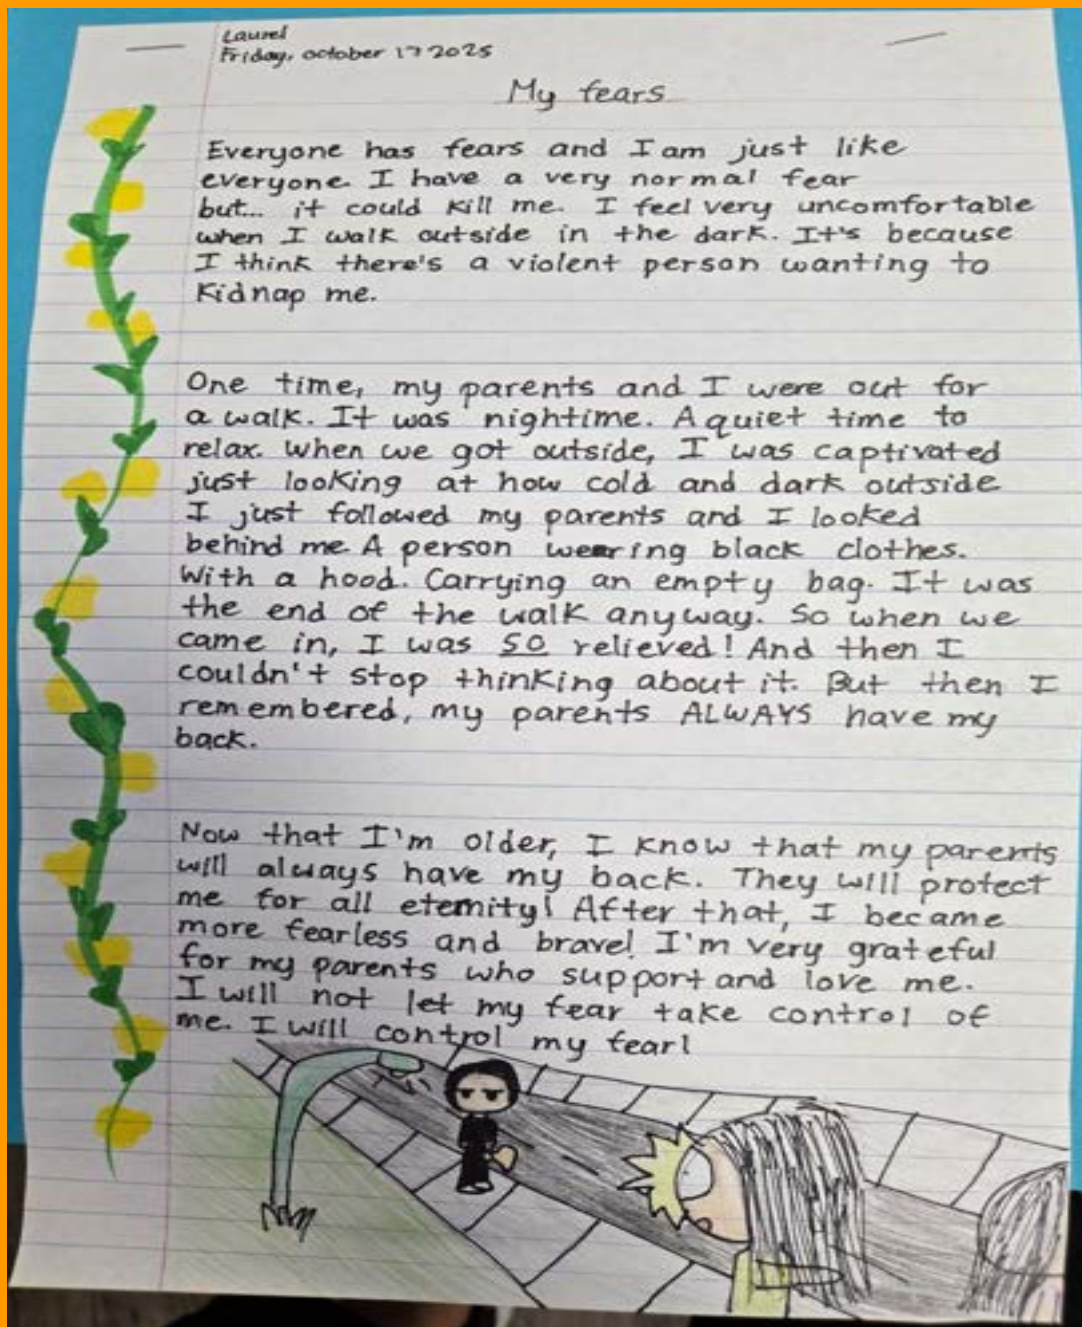 Laurel
Friday, october 17 2025
My fears
Everyone has fears and I am just like
everyone. I have a very normal fear
but... it could kill me. I feel very uncomfortable
when I walk outside in the dark. It's because
I think there's a violent person wanting to
kidnap me.
One time, my parents and I were out for
a walk. It was nightime. A quiet time to
relax. When we got outside, I was captivated
just looking at how cold and dark outside
I just followed my parents and I looked
behind me. A person wearing black clothes.
With a hood. Carrying an empty bag. It was
the end of the walk anyway. So when we
came in, I was SO relieved! And then I
couldn't stop thinking about it. But then I
remembered, my parents ALWAYS have my
back.
Now that I'm older, I know that my parents
will always have my back. They will protect
me for all eternity! After that, I became
more fearless and brave! I'm very grateful
for my parents who support and love me.
I will not let my fear take control of
me. I will control my fear!